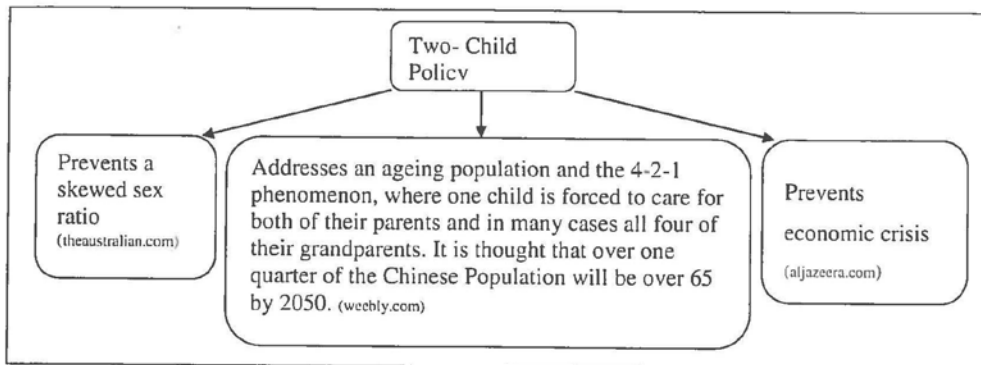 Two- Child
Policy
Prevents a
skewed sex
ratio
(theaustralian.com)
Addresses an ageing population and the 4-2-1
phenomenon, where one child is forced to care for
both of their parents and in many cases all four of
their grandparents. It is thought that over one
quarter of the Chinese Population will be over 65
by 2050. (weebly.com)
Prevents
economic crisis
(aljazeera.com)